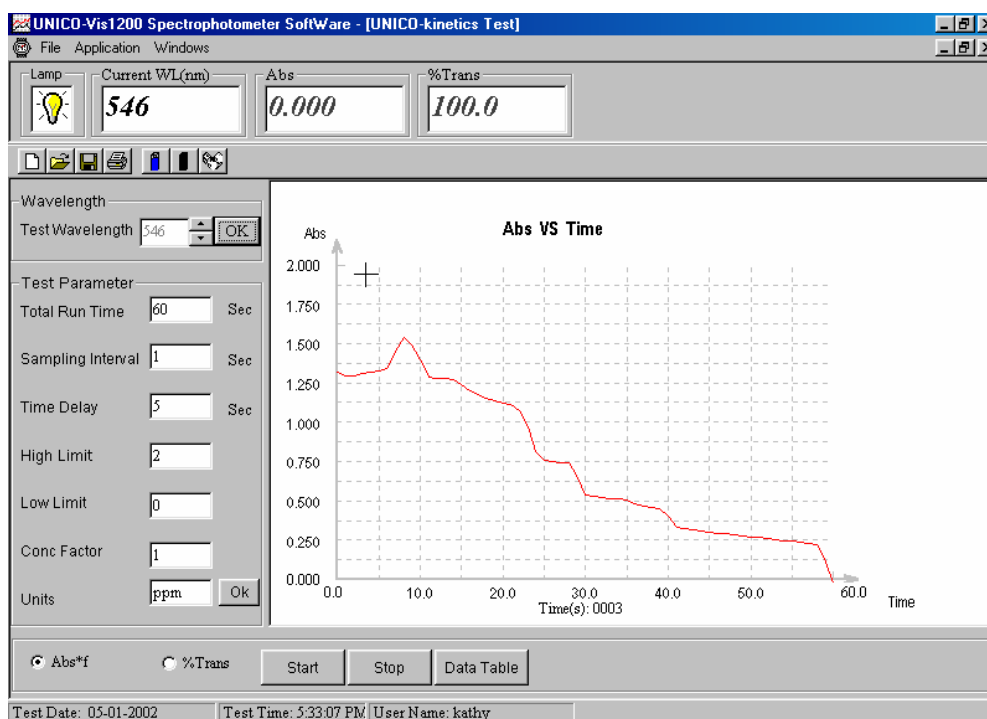 UNICO-Vis1200 Spectrophotometer SoftWare - [UNICO-kinetics Test]
File Application Windows
Lamp Current WL(nm) Abs %Trans
546 0.000 100.0
Wavelength
Test Wavelength 546 OK
Test Parameter
Total Run Time 60 Sec
Sampling Interval 1 Sec
Time Delay 5 Sec
High Limit 2
Low Limit 0
Conc Factor 1
Units ppm Ok
Abs VS Time
Abs
2.000
1.750
1.500
1.250
1.000
0.750
0.500
0.250
0.000
0.0 10.0 20.0 30.0 40.0 50.0 60.0
Time
Time(s): 0003
Abs*f %Trans Start Stop Data Table
Test Date: 05-01-2002 Test Time: 5:33:07 PM User Name: kathy